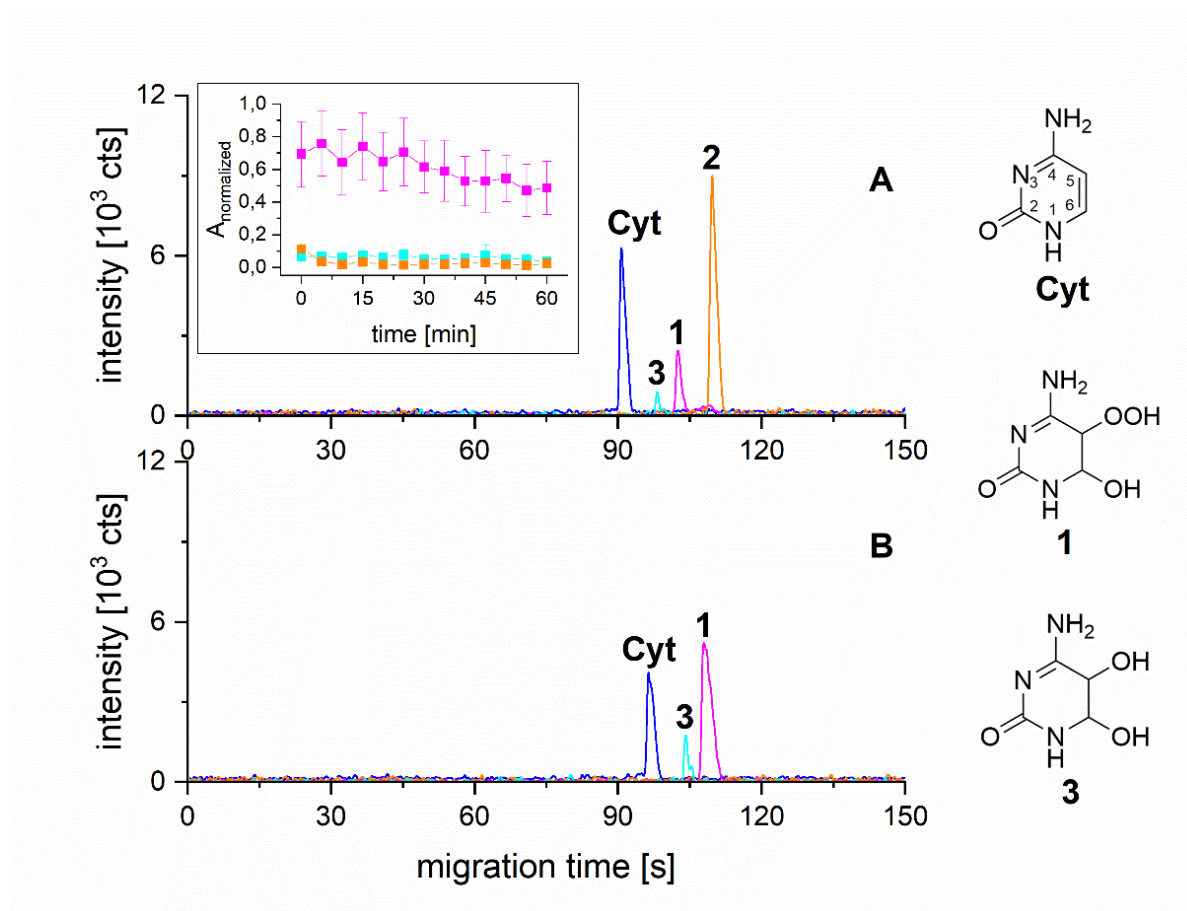 12
6
0
intensity [10³ cts]
1,0
0,8
0,6
0,4
0,2
0,0
A_normalized
0 15 30 45 60
time [min]
Cyt
3
1
2
A
0 30 60 90 120 150
12
6
0
intensity [10³ cts]
Cyt
3
1
B
0 30 60 90 120 150
migration time [s]
NH₂
N 3 4 5
2 1 6
O N
H
Cyt
NH₂
OOH
N
O N OH
H
1
NH₂
OH
N
O N OH
H
3